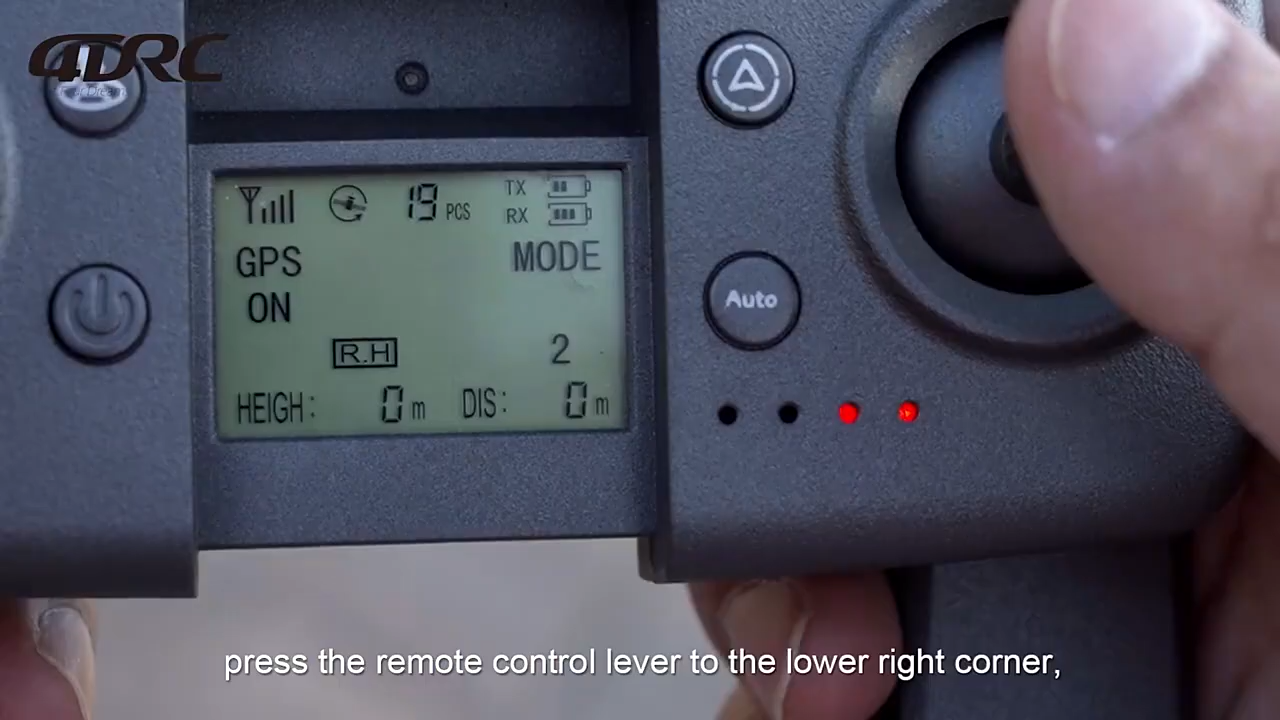 4DRC
19 PCS
TX
RX
GPS
MODE
ON
R.H
2
HEIGH: 0m DIS: 0m
Auto
press the remote control lever to the lower right corner,